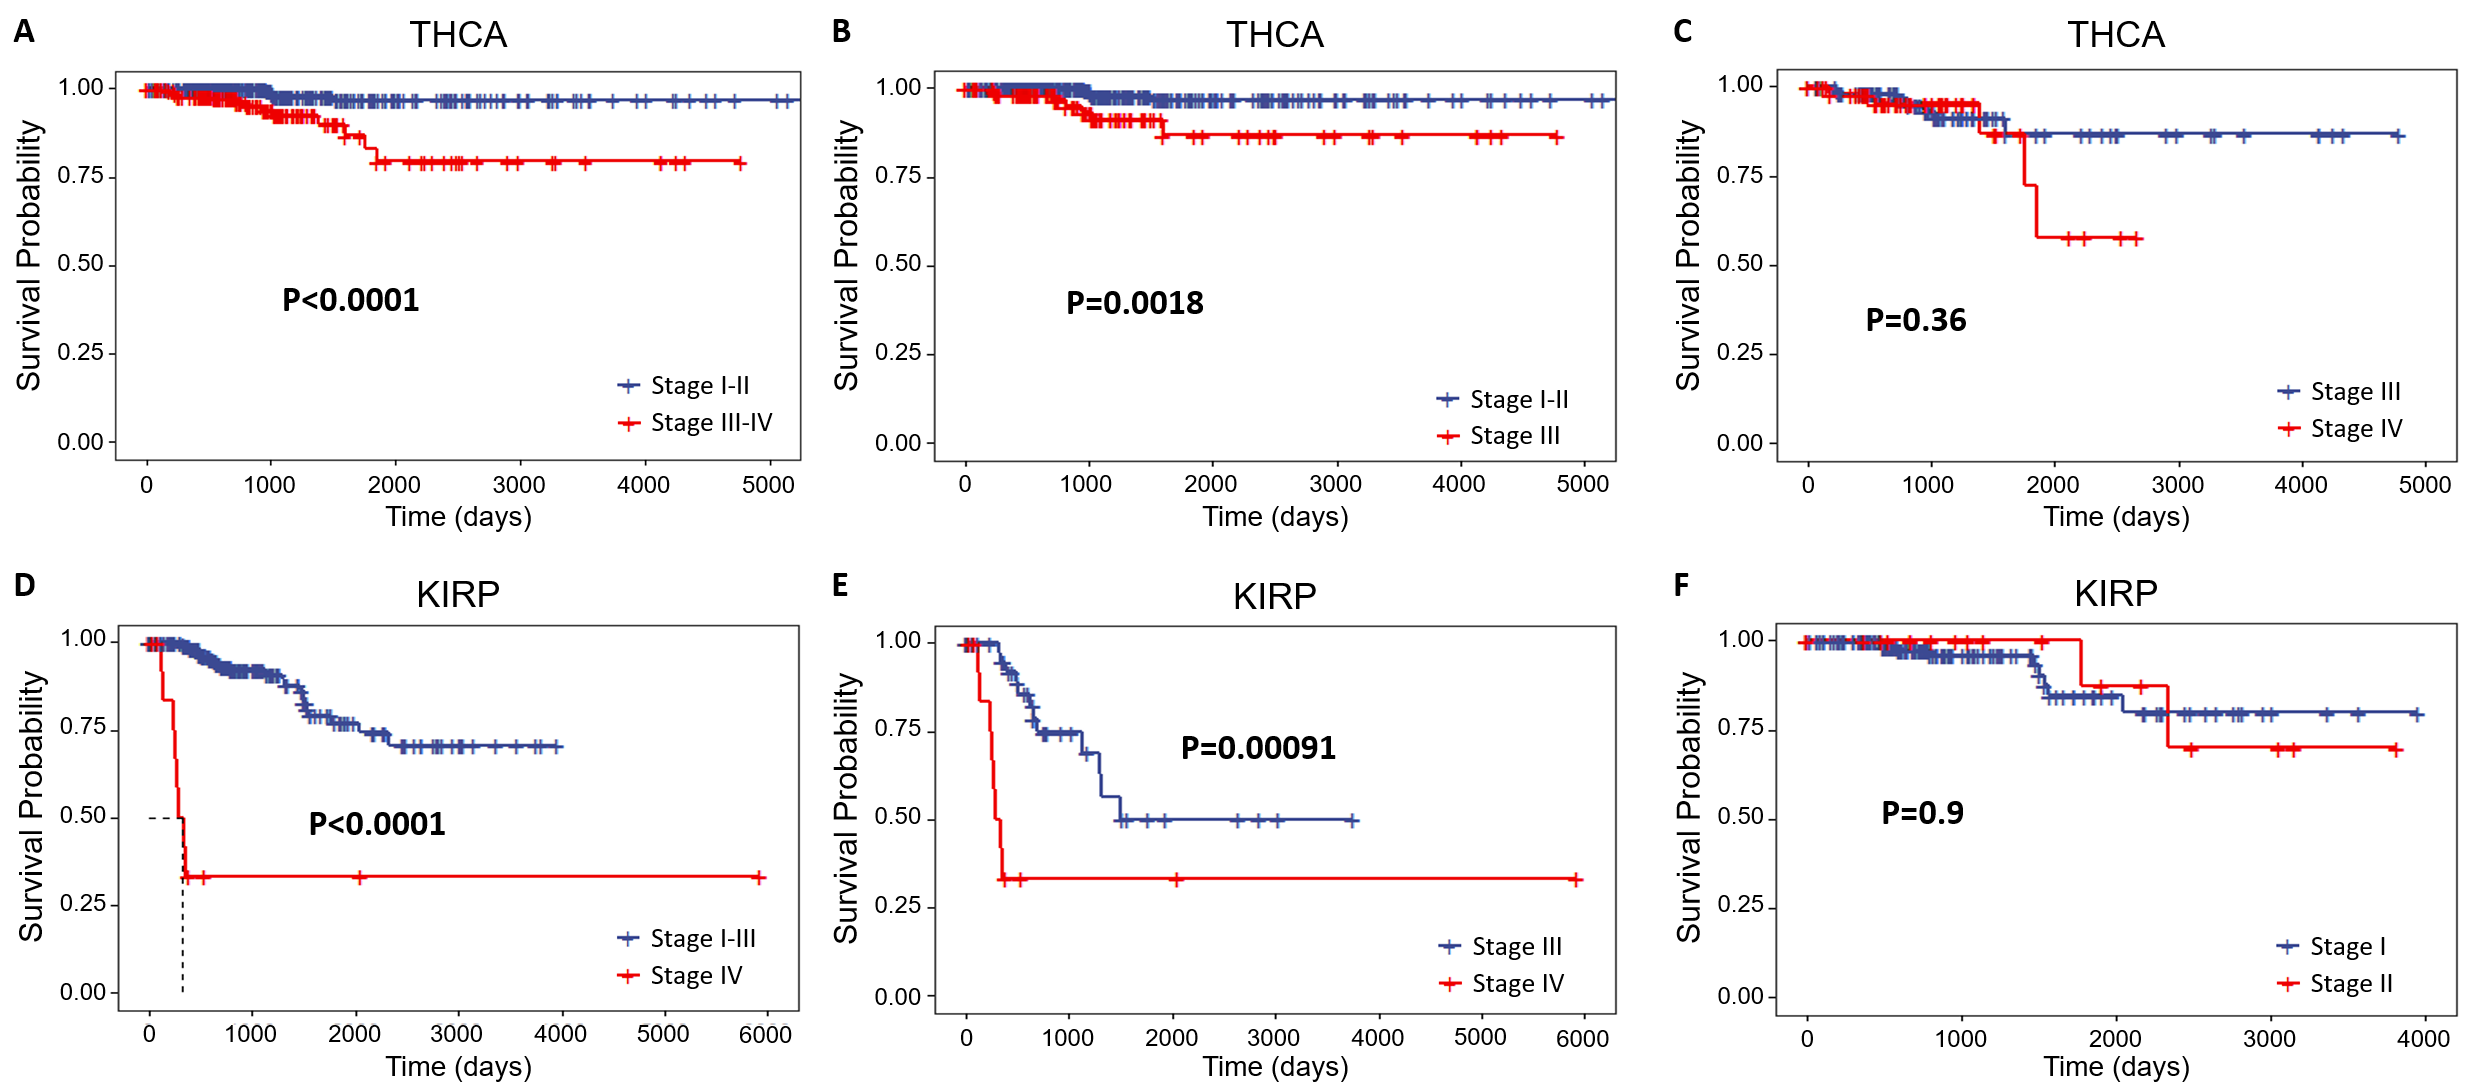 A
THCA
Survival Probability
1.00
0.75
0.50
0.25
0.00
P<0.0001
Stage I-II
Stage III-IV
0 1000 2000 3000 4000 5000
Time (days)
B
THCA
Survival Probability
1.00
0.75
0.50
0.25
0.00
P=0.0018
Stage I-II
Stage III
0 1000 2000 3000 4000 5000
Time (days)
C
THCA
Survival Probability
1.00
0.75
0.50
0.25
0.00
P=0.36
Stage III
Stage IV
0 1000 2000 3000 4000 5000
Time (days)
D
KIRP
Survival Probability
1.00
0.75
0.50
0.25
0.00
P<0.0001
Stage I-III
Stage IV
0 1000 2000 3000 4000 5000 6000
Time (days)
E
KIRP
Survival Probability
1.00
0.75
0.50
0.25
0.00
P=0.00091
Stage III
Stage IV
0 1000 2000 3000 4000 5000 6000
Time (days)
F
KIRP
Survival Probability
1.00
0.75
0.50
0.25
0.00
P=0.9
Stage I
Stage II
0 1000 2000 3000 4000
Time (days)